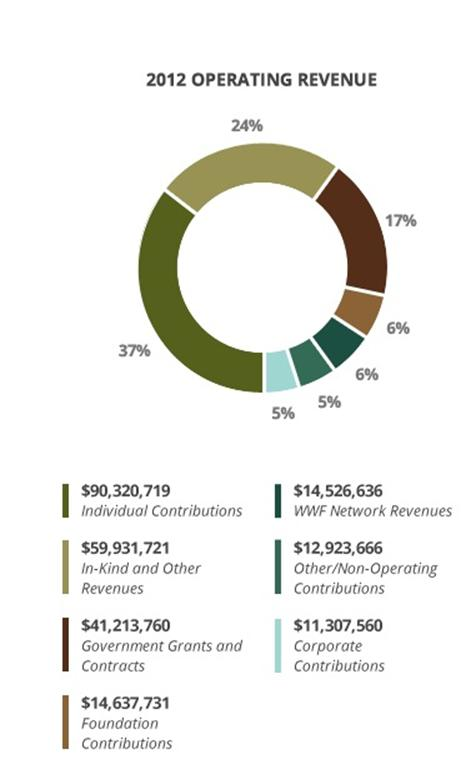 2012 OPERATING REVENUE
24%
17%
6%
6%
5%
5%
37%
$90,320,719
Individual Contributions
$59,931,721
In-Kind and Other
Revenues
$41,213,760
Government Grants and
Contracts
$14,637,731
Foundation
Contributions
$14,526,636
WWF Network Revenues
$12,923,666
Other/Non-Operating
Contributions
$11,307,560
Corporate
Contributions